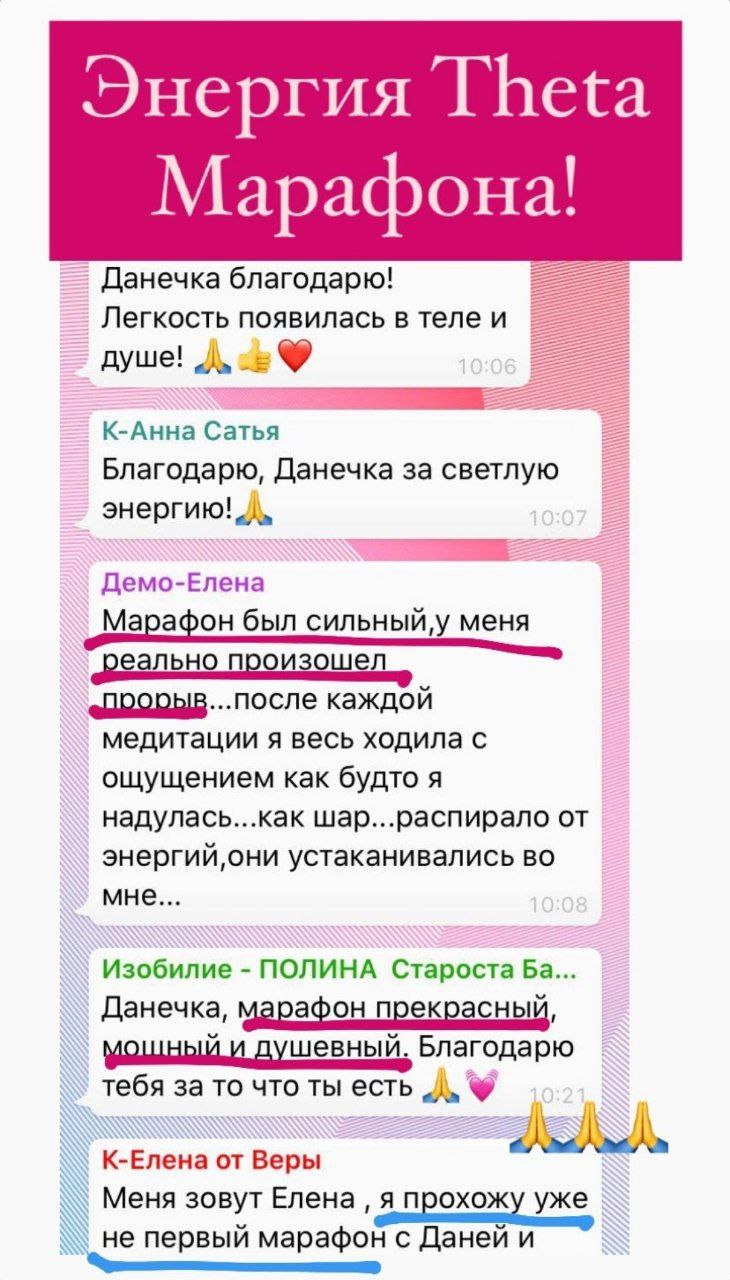 Энергия Theta
Марафона!
Данечка благодарю!
Легкость появилась в теле и
душе! 🙏👍❤️
10:06
К-Анна Сатья
Благодарю, Данечка за светлую
энергию!🙏
10:07
Демо-Елена
Марафон был сильный,у меня
реально произошел
прорыв...после каждой
медитации я весь ходила с
ощущением как будто я
надулась...как шар...распирало от
энергий,они устаканивались во
мне...
10:08
Изобилие - ПОЛИНА Староста Ба...
Данечка, марафон прекрасный,
мощный и душевный. Благодарю
тебя за то что ты есть 🙏💓
10:21
🙏🙏🙏
К-Елена от Веры
Меня зовут Елена , я прохожу уже
не первый марафон с Даней и